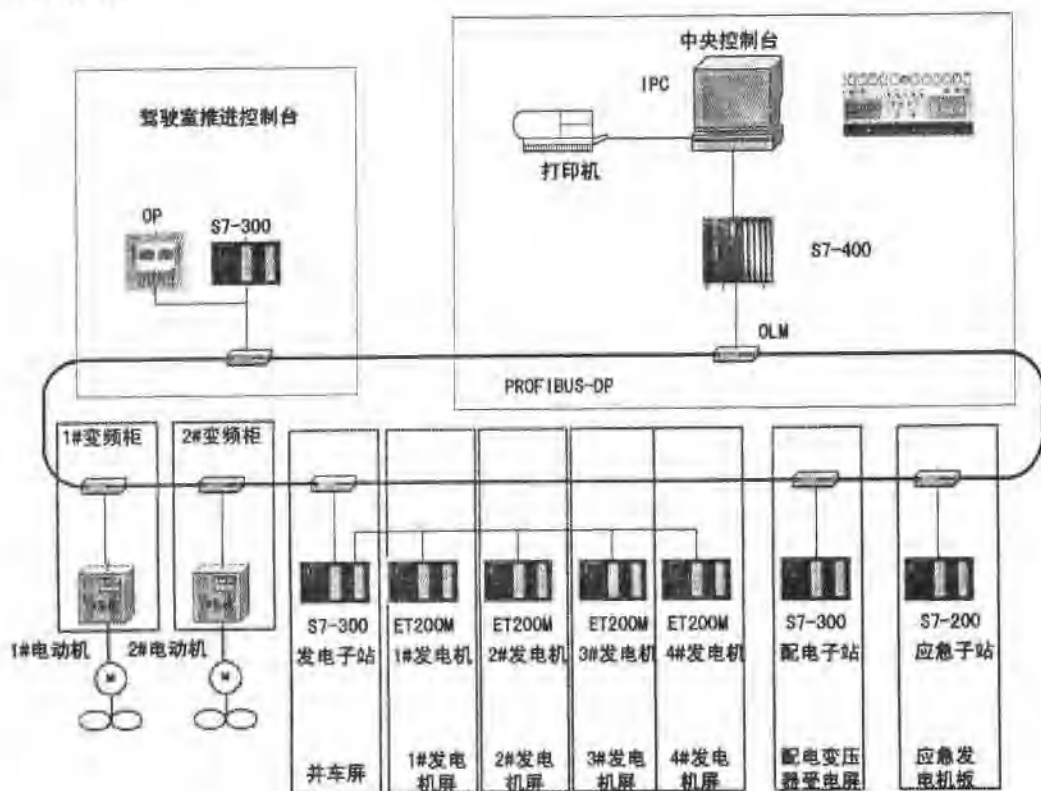 中央控制台
IPC
驾驶室推进控制台
打印机
OP
S7-300
S7-400
OLM
PROFIBUS-DP
1#变频柜
2#变频柜
S7-300
ET200M
ET200M
ET200M
ET200M
S7-300
S7-200
1#电动机
2#电动机
发电子站
1#发电机
2#发电机
3#发电机
4#发电机
配电子站
应急子站
M
M
并车屏
1#发电
机屏
2#发电
机屏
3#发电
机屏
4#发电
机屏
配电变压
器受电屏
应急发
电机板